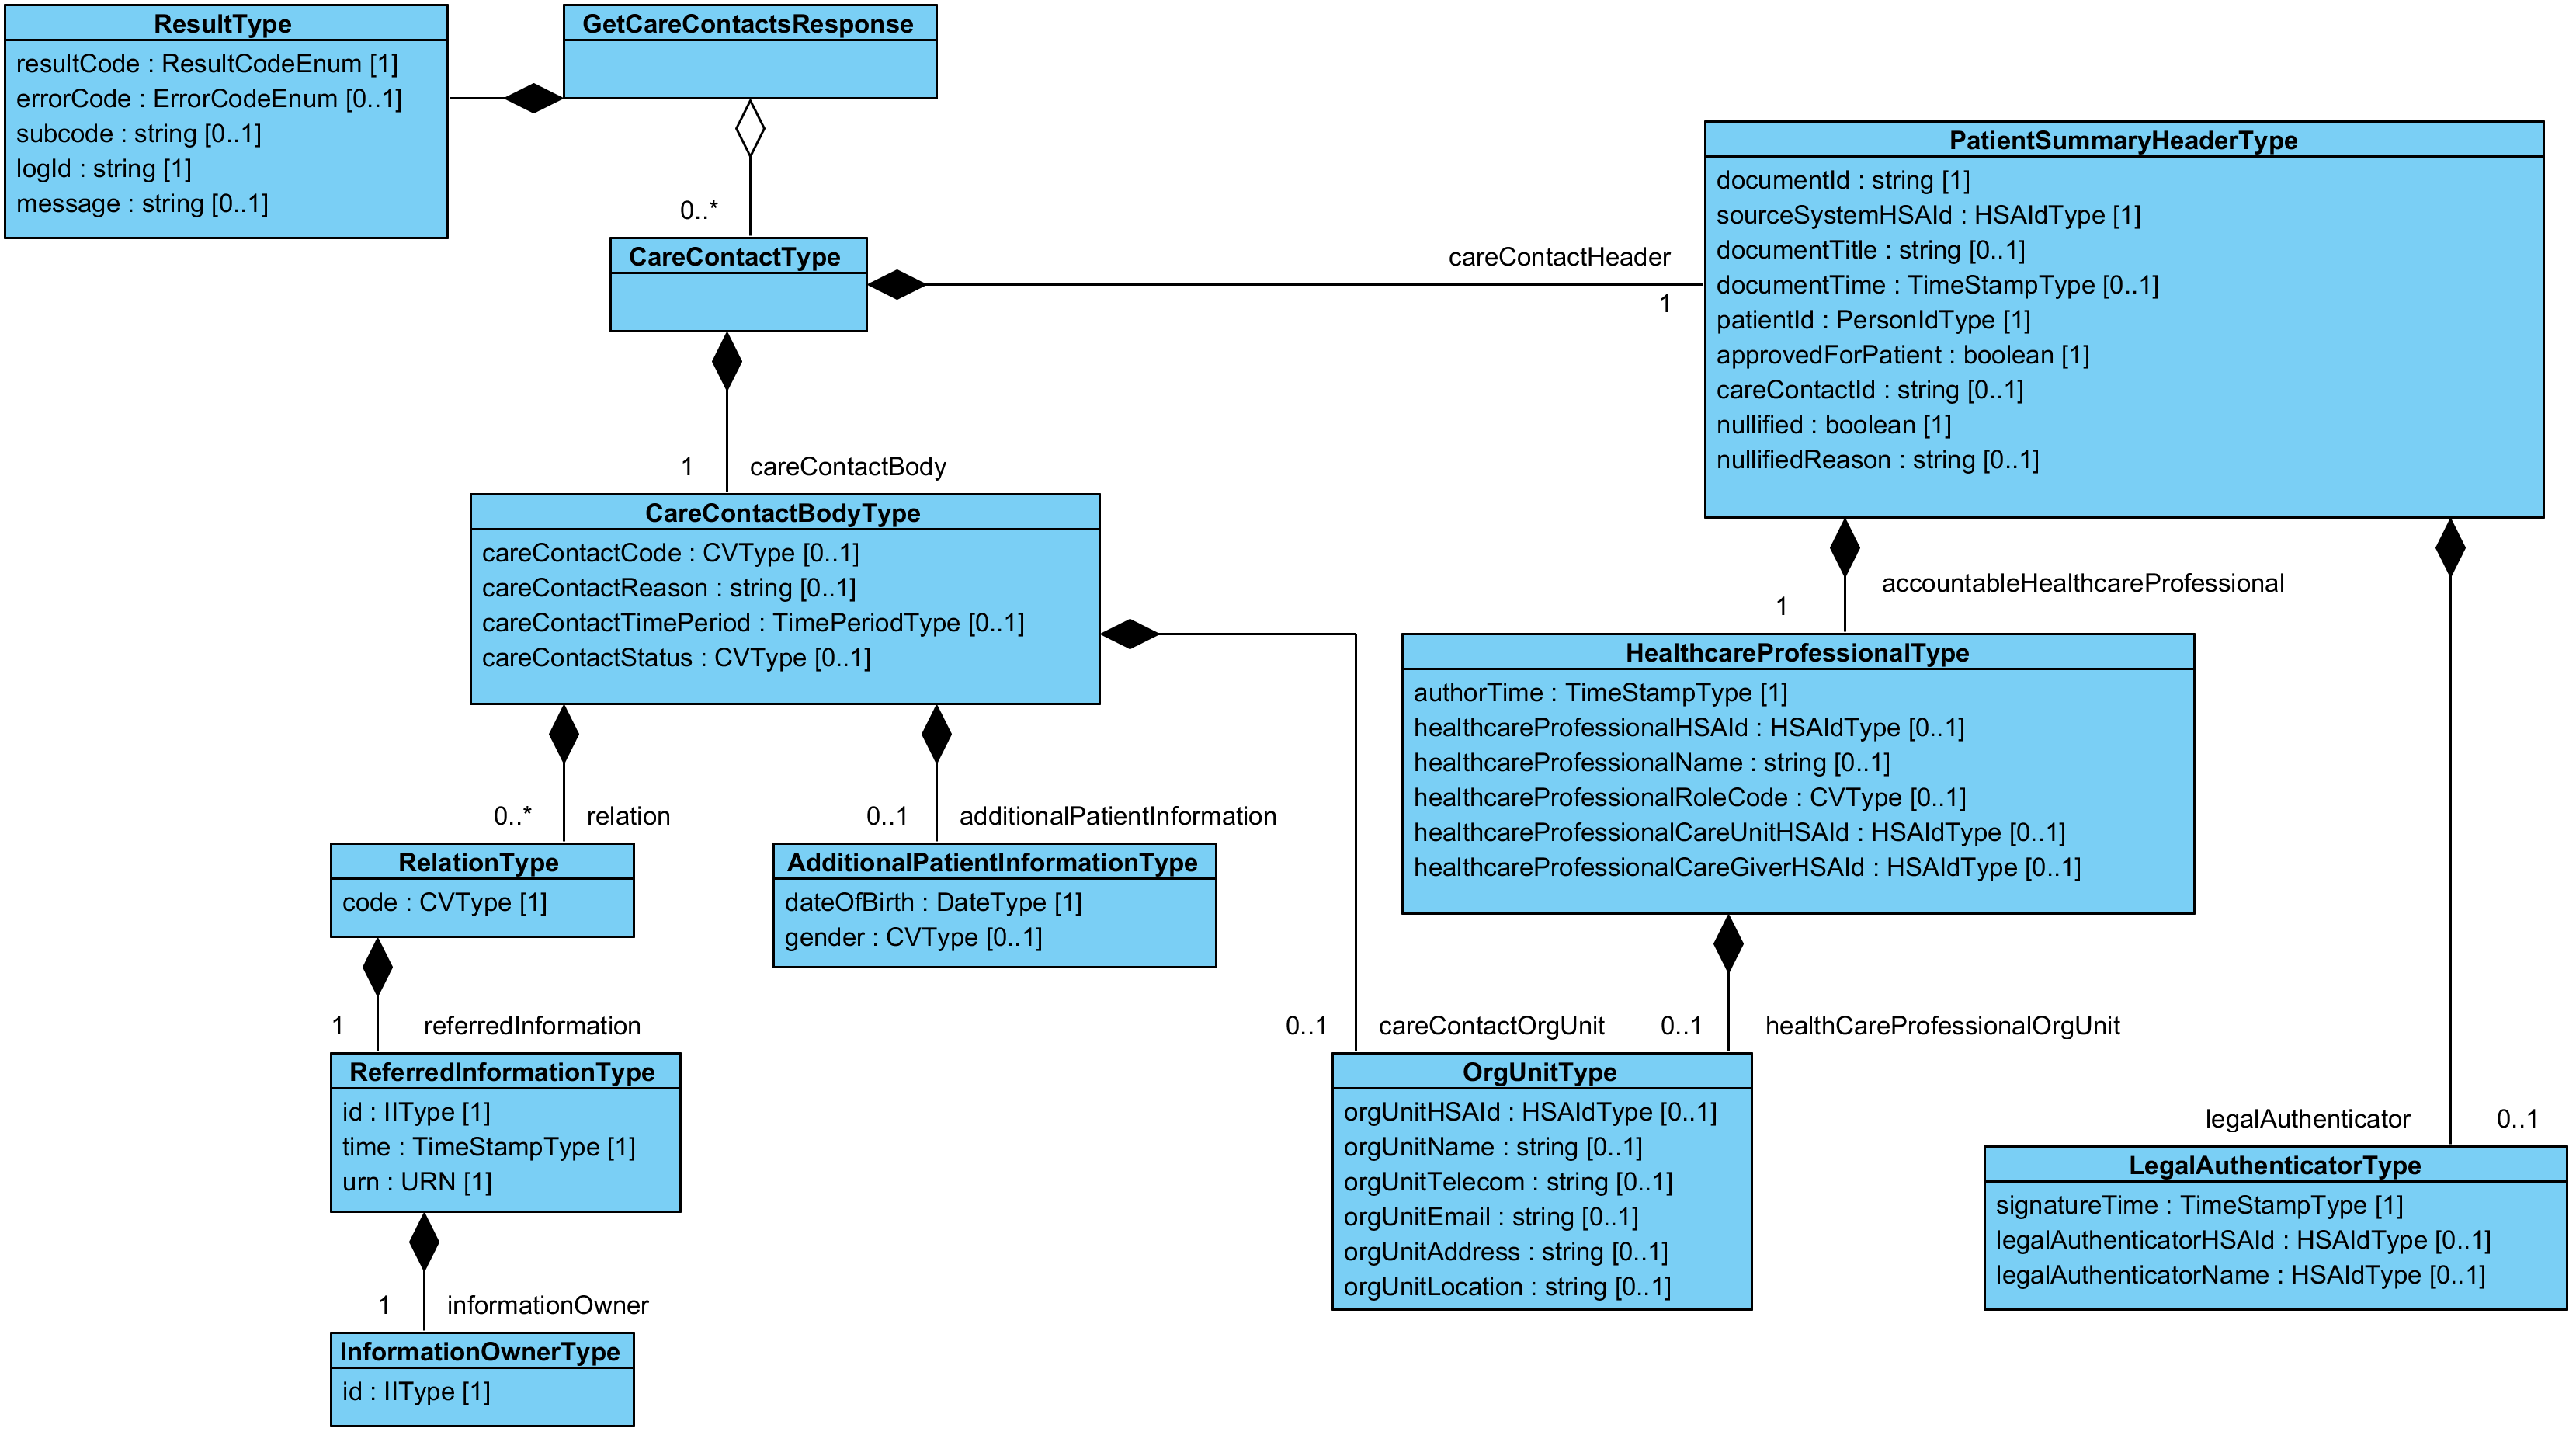 ResultType
resultCode : ResultCodeEnum [1]
errorCode : ErrorCodeEnum [0..1]
subcode : string [0..1]
logId : string [1]
message : string [0..1]
GetCareContactsResponse
0..*
CareContactType
careContactHeader
1
PatientSummaryHeaderType
documentId : string [1]
sourceSystemHSAId : HSAIdType [1]
documentTitle : string [0..1]
documentTime : TimeStampType [0..1]
patientId : PersonIdType [1]
approvedForPatient : boolean [1]
careContactId : string [0..1]
nullified : boolean [1]
nullifiedReason : string [0..1]
1 careContactBody
CareContactBodyType
careContactCode : CVType [0..1]
careContactReason : string [0..1]
careContactTimePeriod : TimePeriodType [0..1]
careContactStatus : CVType [0..1]
accountableHealthcareProfessional
1
HealthcareProfessionalType
authorTime : TimeStampType [1]
healthcareProfessionalHSAId : HSAIdType [0..1]
healthcareProfessionalName : string [0..1]
healthcareProfessionalRoleCode : CVType [0..1]
healthcareProfessionalCareUnitHSAId : HSAIdType [0..1]
healthcareProfessionalCareGiverHSAId : HSAIdType [0..1]
0..* relation
0..1 additionalPatientInformation
RelationType
code : CVType [1]
AdditionalPatientInformationType
dateOfBirth : DateType [1]
gender : CVType [0..1]
1 referredInformation
0..1 careContactOrgUnit
0..1 healthCareProfessionalOrgUnit
ReferredInformationType
id : IIType [1]
time : TimeStampType [1]
urn : URN [1]
OrgUnitType
orgUnitHSAId : HSAIdType [0..1]
orgUnitName : string [0..1]
orgUnitTelecom : string [0..1]
orgUnitEmail : string [0..1]
orgUnitAddress : string [0..1]
orgUnitLocation : string [0..1]
legalAuthenticator 0..1
LegalAuthenticatorType
signatureTime : TimeStampType [1]
legalAuthenticatorHSAId : HSAIdType [0..1]
legalAuthenticatorName : HSAIdType [0..1]
1 informationOwner
InformationOwnerType
id : IIType [1]